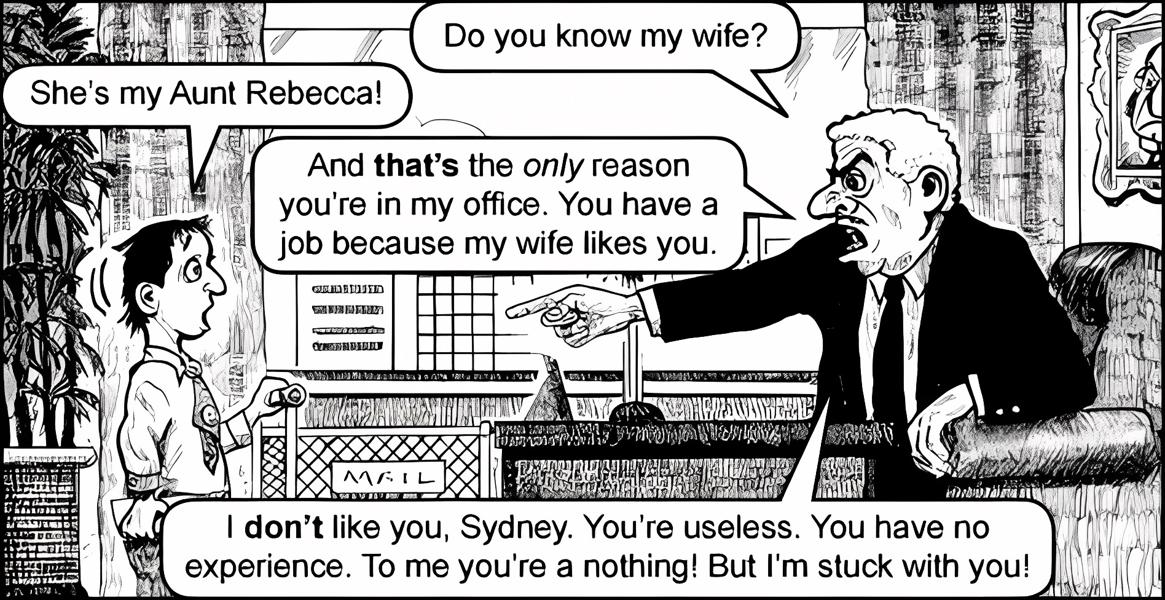 Do you know my wife?
She's my Aunt Rebecca!
And that's the only reason
you're in my office. You have a
job because my wife likes you.
MAIL
I don't like you, Sydney. You're useless. You have no
experience. To me you're a nothing! But I'm stuck with you!